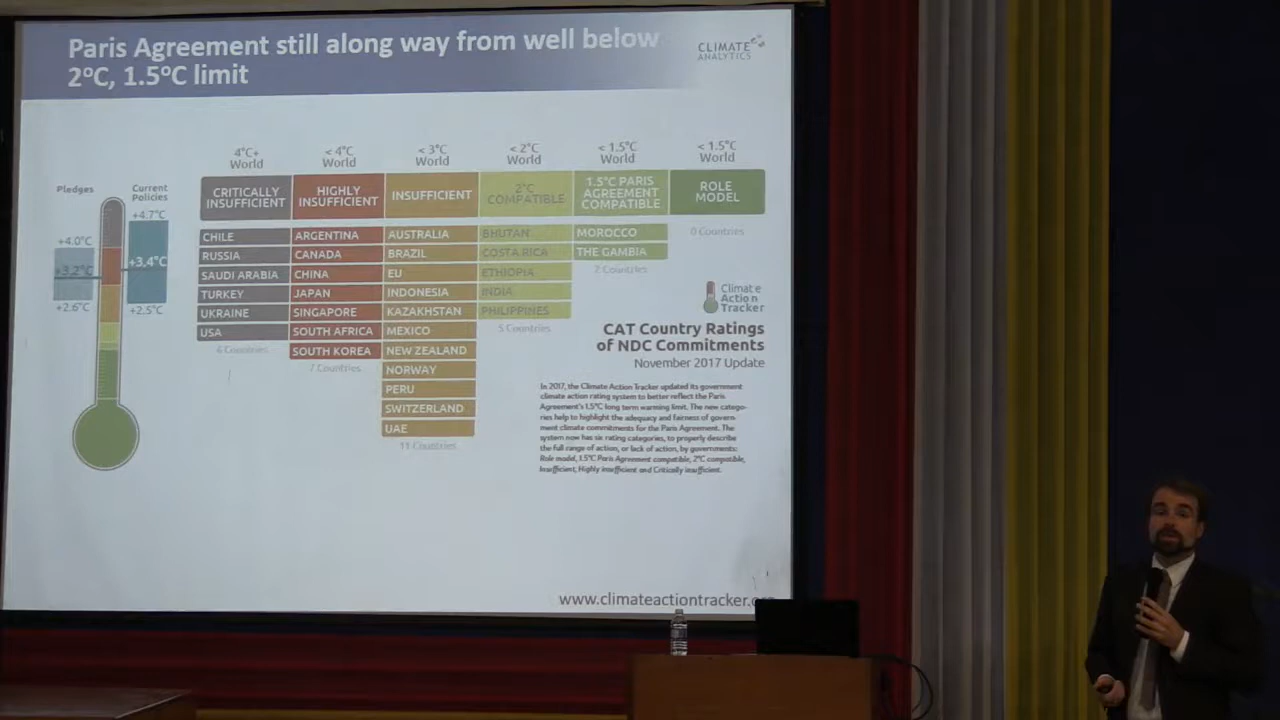 Paris Agreement still along way from well below
2°C, 1.5°C limit
CLIMATE
ANALYTICS
Pledges
Current
Policies
+4.7°C
+4.0°C
+3.4°C
+3.2°C
+2.6°C
+2.5°C
4°C+
World
< 4°C
World
< 3°C
World
< 2°C
World
< 1.5°C
World
< 1.5°C
World
CRITICALLY
INSUFFICIENT
HIGHLY
INSUFFICIENT
INSUFFICIENT
2°C
COMPATIBLE
1.5°C PARIS
AGREEMENT
COMPATIBLE
ROLE
MODEL
CHILE
RUSSIA
SAUDI ARABIA
TURKEY
UKRAINE
USA
6 Countries
ARGENTINA
CANADA
CHINA
JAPAN
SINGAPORE
SOUTH AFRICA
SOUTH KOREA
7 Countries
AUSTRALIA
BRAZIL
EU
INDONESIA
KAZAKHSTAN
MEXICO
NEW ZEALAND
NORWAY
PERU
SWITZERLAND
UAE
11 Countries
BHUTAN
COSTA RICA
ETHIOPIA
INDIA
PHILIPPINES
5 Countries
MOROCCO
THE GAMBIA
2 Countries
0 Countries
Climate
Action
Tracker
CAT Country Ratings
of NDC Commitments
November 2017 Update
In 2017, the Climate Action Tracker updated its government
climate action rating system to better reflect the Paris
Agreement's 1.5°C long term warming limit. The new catego-
ries help to highlight the adequacy and fairness of govern-
ment climate commitments for the Paris Agreement. The
system now has six rating categories, to properly describe
the full range of action, or lack of action, by governments:
Role model, 1.5°C Paris Agreement compatible, 2°C compatible,
Insufficient, Highly insufficient and Critically insufficient.
www.climateactiontracker.org